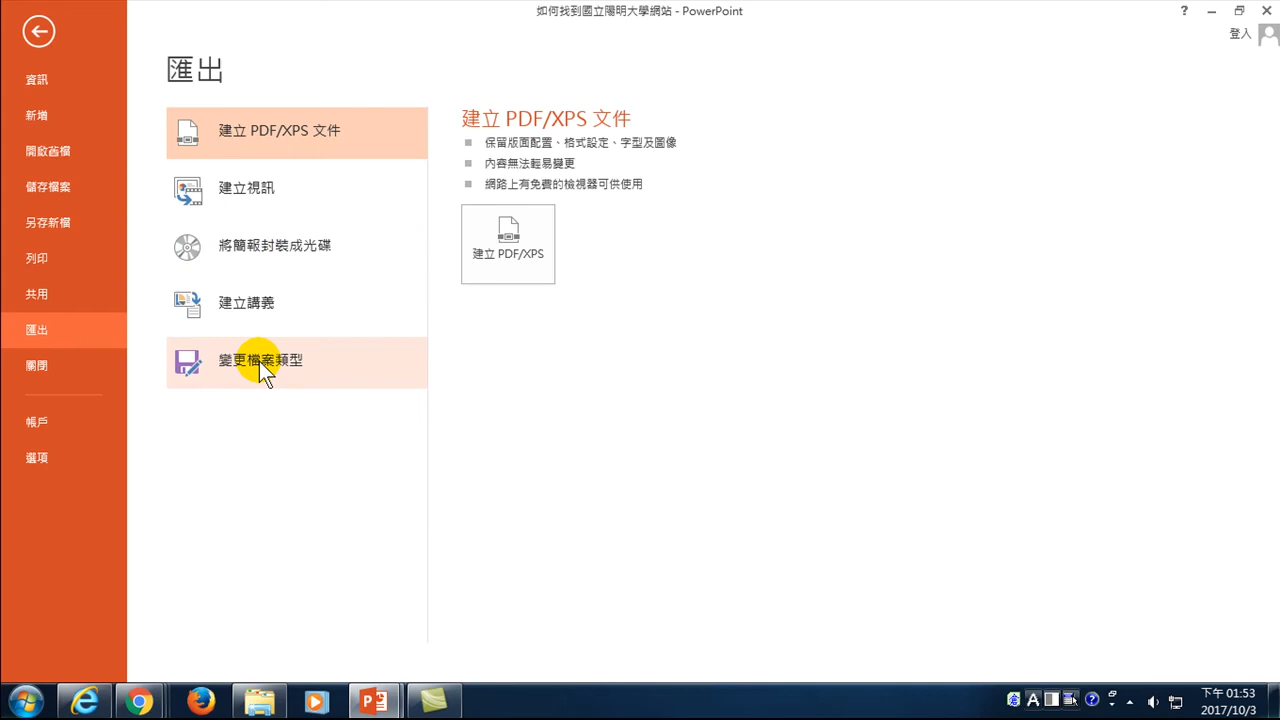 如何找到國立陽明大學網站 - PowerPoint
?
登入
資訊
新增
開啟舊檔
儲存檔案
另存新檔
列印
共用
匯出
關閉
帳戶
選項
匯出
建立 PDF/XPS 文件
建立視訊
將簡報封裝成光碟
建立講義
變更檔案類型
建立 PDF/XPS 文件
保留版面配置、格式設定、字型及圖像
內容無法輕易變更
網路上有免費的檢視器可供使用
建立 PDF/XPS
A
下午 01:53
2017/10/3